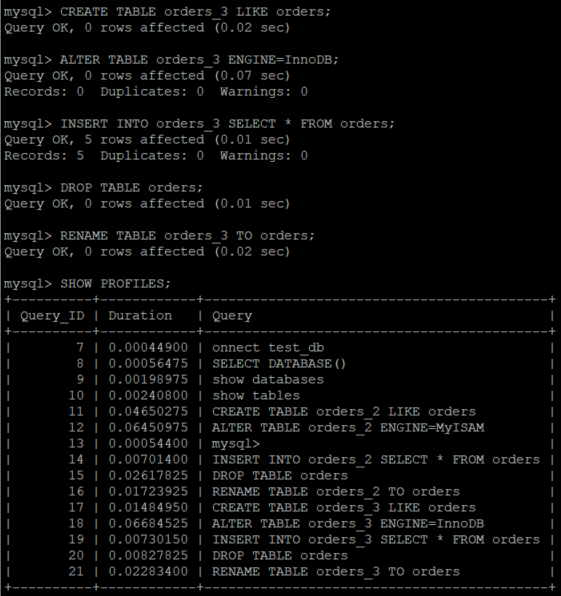 mysql> CREATE TABLE orders_3 LIKE orders;
Query OK, 0 rows affected (0.02 sec)
mysql> ALTER TABLE orders_3 ENGINE=InnoDB;
Query OK, 0 rows affected (0.07 sec)
Records: 0  Duplicates: 0  Warnings: 0
mysql> INSERT INTO orders_3 SELECT * FROM orders;
Query OK, 5 rows affected (0.01 sec)
Records: 5  Duplicates: 0  Warnings: 0
mysql> DROP TABLE orders;
Query OK, 0 rows affected (0.01 sec)
mysql> RENAME TABLE orders_3 TO orders;
Query OK, 0 rows affected (0.02 sec)
mysql> SHOW PROFILES;
+----------+------------+-------------------------------------------+
| Query_ID | Duration   | Query                                     |
+----------+------------+-------------------------------------------+
|        7 | 0.00044900 | onnect test_db                            |
|        8 | 0.00056475 | SELECT DATABASE()                         |
|        9 | 0.00198975 | show databases                            |
|       10 | 0.00240800 | show tables                               |
|       11 | 0.04650275 | CREATE TABLE orders_2 LIKE orders         |
|       12 | 0.06450975 | ALTER TABLE orders_2 ENGINE=MyISAM        |
|       13 | 0.00054400 | mysql>                                    |
|       14 | 0.00701400 | INSERT INTO orders_2 SELECT * FROM orders |
|       15 | 0.02617825 | DROP TABLE orders                         |
|       16 | 0.01723925 | RENAME TABLE orders_2 TO orders           |
|       17 | 0.01484950 | CREATE TABLE orders_3 LIKE orders         |
|       18 | 0.06684525 | ALTER TABLE orders_3 ENGINE=InnoDB        |
|       19 | 0.00730150 | INSERT INTO orders_3 SELECT * FROM orders |
|       20 | 0.00827825 | DROP TABLE orders                         |
|       21 | 0.02283400 | RENAME TABLE orders_3 TO orders           |
+----------+------------+-------------------------------------------+